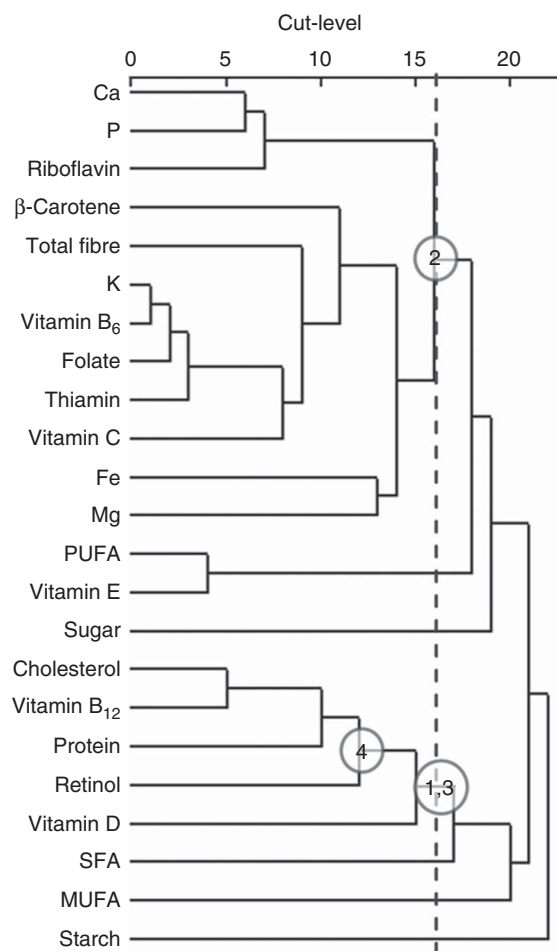 Cut-level
0 5 10 15 20
Ca
P
Riboflavin
β-Carotene
Total fibre
K
Vitamin B₆
Folate
Thiamin
Vitamin C
Fe
Mg
PUFA
Vitamin E
Sugar
Cholesterol
Vitamin B₁₂
Protein
Retinol
Vitamin D
SFA
MUFA
Starch
2
4
1,3